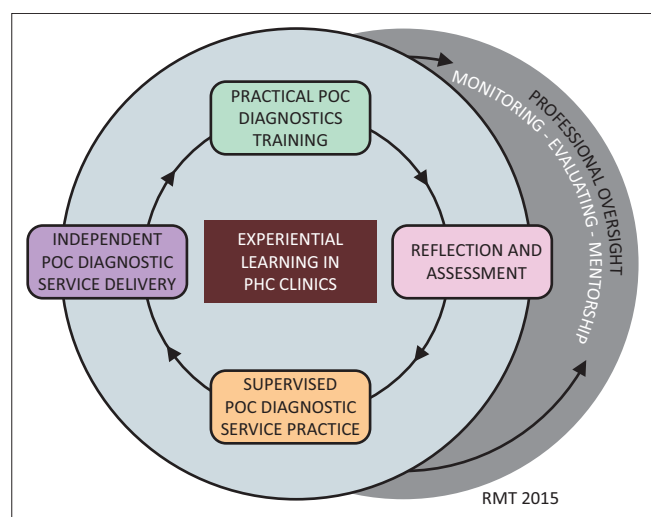 PRACTICAL POC
DIAGNOSTICS
TRAINING
REFLECTION AND
ASSESSMENT
SUPERVISED
POC DIAGNOSTIC
SERVICE PRACTICE
INDEPENDENT
POC DIAGNOSTIC
SERVICE DELIVERY
EXPERIENTIAL
LEARNING IN
PHC CLINICS
PROFESSIONAL OVERSIGHT
MONITORING - EVALUATING - MENTORSHIP
RMT 2015